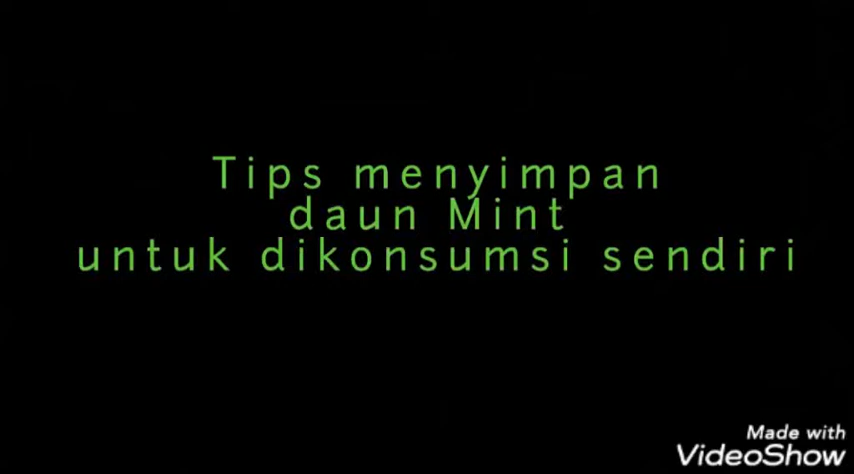 Tips menyimpan
daun Mint
untuk dikonsumsi sendiri
Made with
VideoShow